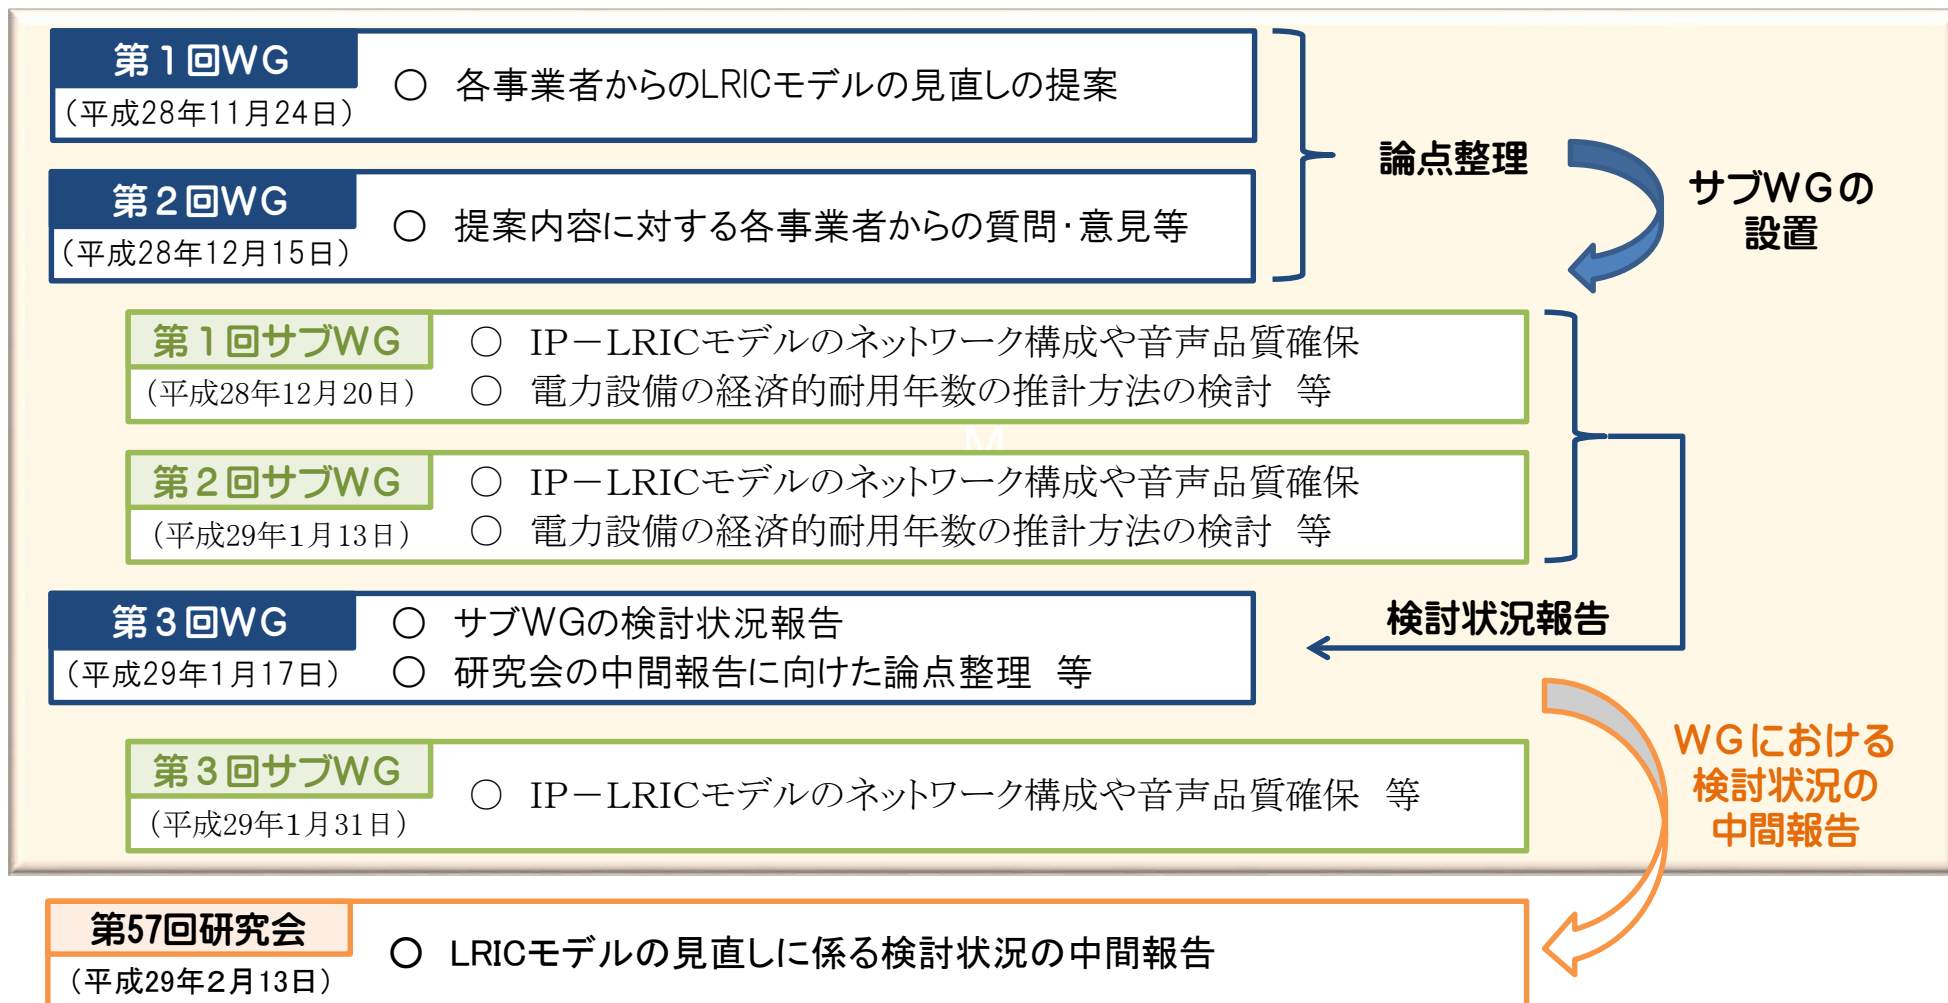 第1回WG
(平成28年11月24日)
○ 各事業者からのLRICモデルの見直しの提案
第2回WG
(平成28年12月15日)
○ 提案内容に対する各事業者からの質問・意見等
論点整理
サブWGの
設置
第1回サブWG
(平成28年12月20日)
○ IP－LRICモデルのネットワーク構成や音声品質確保
○ 電力設備の経済的耐用年数の推計方法の検討 等
M
第2回サブWG
(平成29年1月13日)
○ IP－LRICモデルのネットワーク構成や音声品質確保
○ 電力設備の経済的耐用年数の推計方法の検討 等
第3回WG
(平成29年1月17日)
○ サブWGの検討状況報告
○ 研究会の中間報告に向けた論点整理 等
検討状況報告
第3回サブWG
(平成29年1月31日)
○ IP－LRICモデルのネットワーク構成や音声品質確保 等
WGにおける
検討状況の
中間報告
第57回研究会
(平成29年2月13日)
○ LRICモデルの見直しに係る検討状況の中間報告